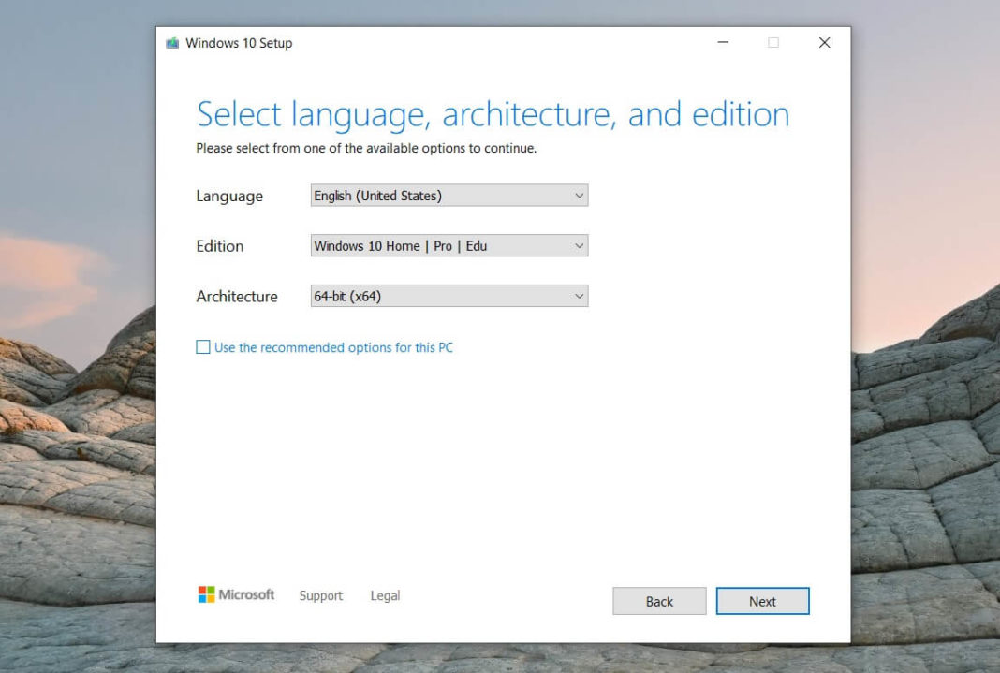 Windows 10 Setup
Select language, architecture, and edition
Please select from one of the available options to continue.
Language English (United States)
Edition Windows 10 Home | Pro | Edu
Architecture 64-bit (x64)
Use the recommended options for this PC
Microsoft Support Legal Back Next